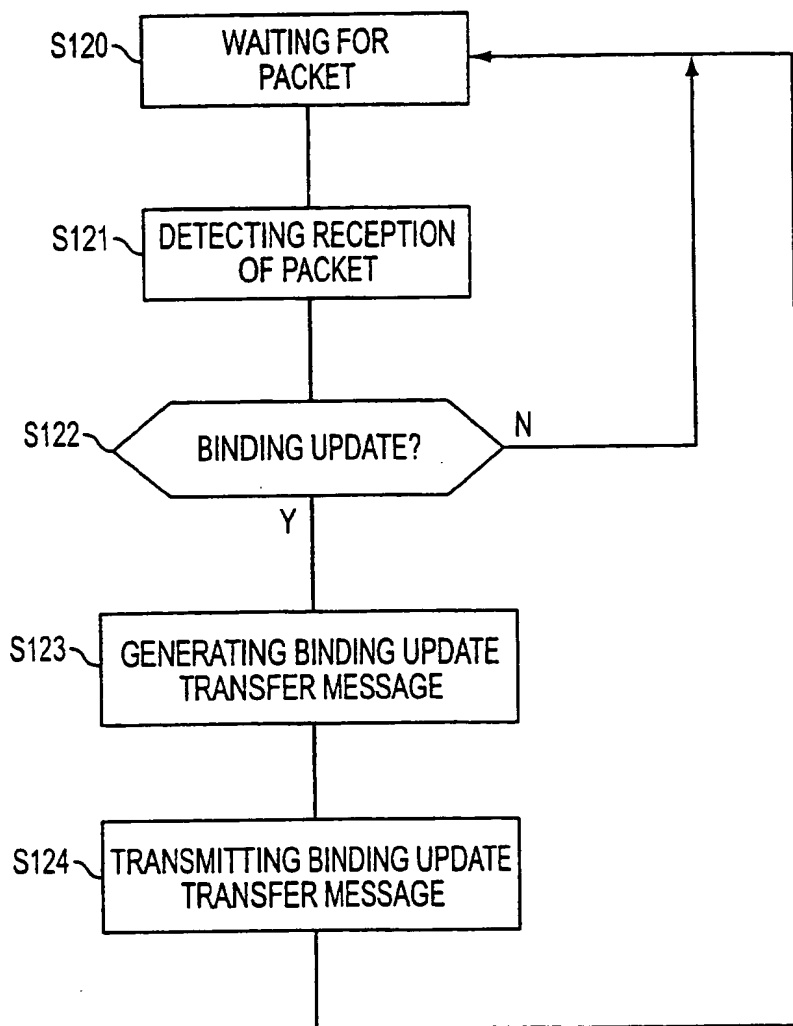 S120
WAITING FOR
PACKET
S121
DETECTING RECEPTION
OF PACKET
S122
BINDING UPDATE?
N
Y
S123
GENERATING BINDING UPDATE
TRANSFER MESSAGE
S124
TRANSMITTING BINDING UPDATE
TRANSFER MESSAGE